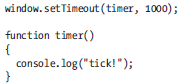 window.setTimeout(timer, 1000);
function timer()
{
console.log("tick!");
}